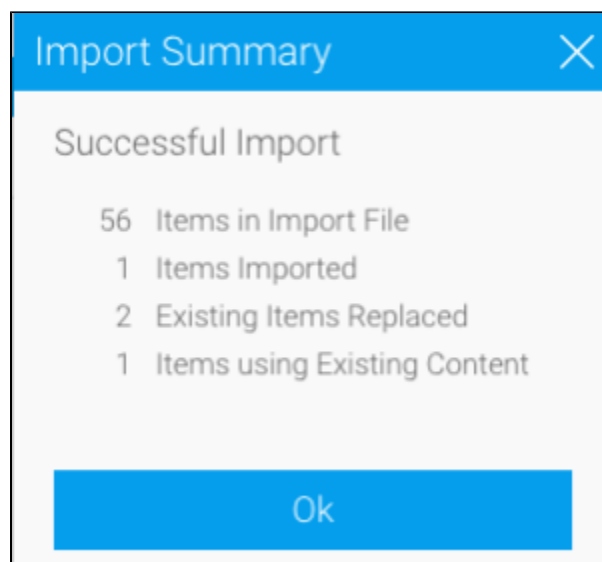 Import Summary
Successful Import
56 Items in Import File
1 Items Imported
2 Existing Items Replaced
1 Items using Existing Content
Ok